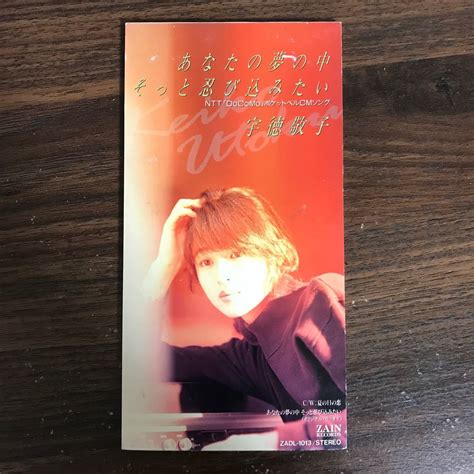 あなたの夢の中
そっと忍び込みたい
NTT「DoCoMo」ポケットベルCMソング
Keiko
Utoku
宇徳敬子
C/W:夏の日の恋
あなたの夢の中 そっと忍び込みたい
ZAIN
RECORDS
ZADL-1013/STEREO